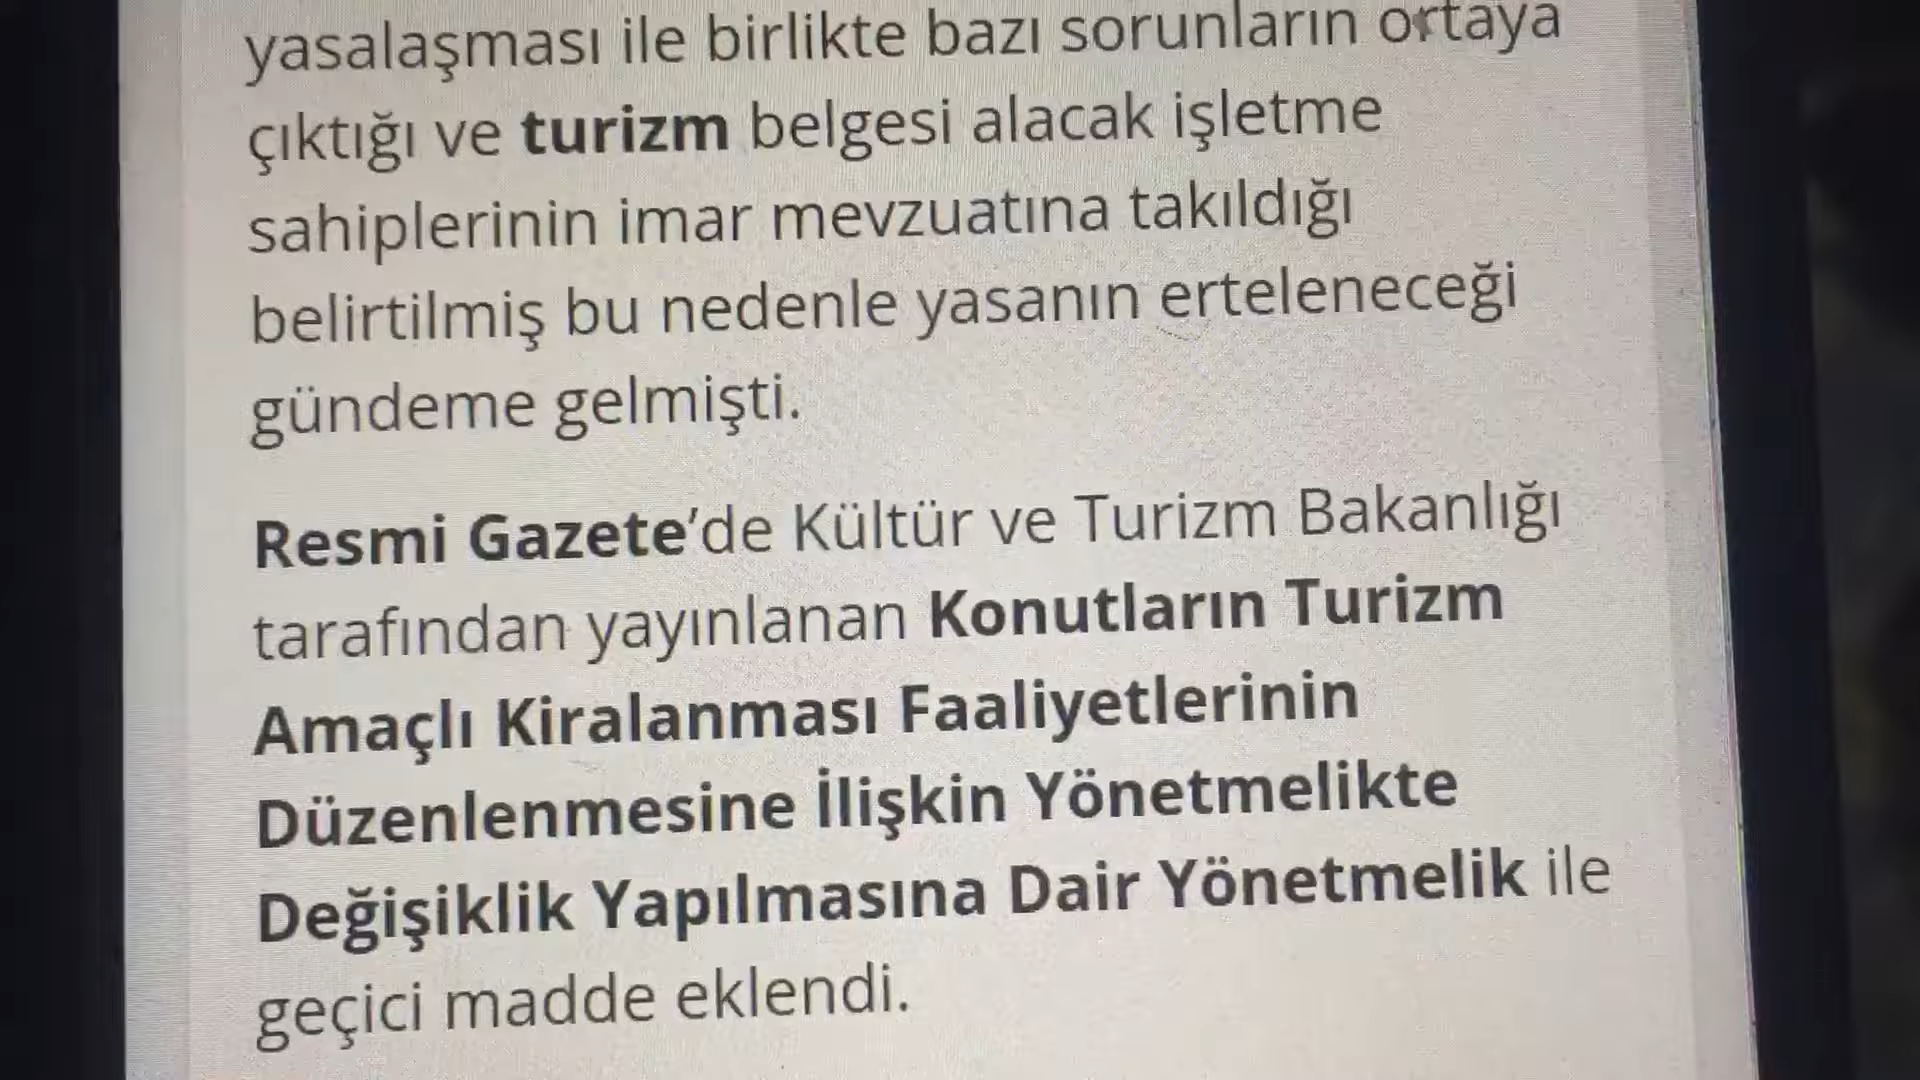 yasalaşması ile birlikte bazı sorunların ortaya
çıktığı ve turizm belgesi alacak işletme
sahiplerinin imar mevzuatına takıldığı
belirtilmiş bu nedenle yasanın erteleneceği
gündeme gelmişti.
Resmi Gazete’de Kültür ve Turizm Bakanlığı
tarafından yayınlanan Konutların Turizm
Amaçlı Kiralanması Faaliyetlerinin
Düzenlenmesine İlişkin Yönetmelikte
Değişiklik Yapılmasına Dair Yönetmelik ile
geçici madde eklendi.